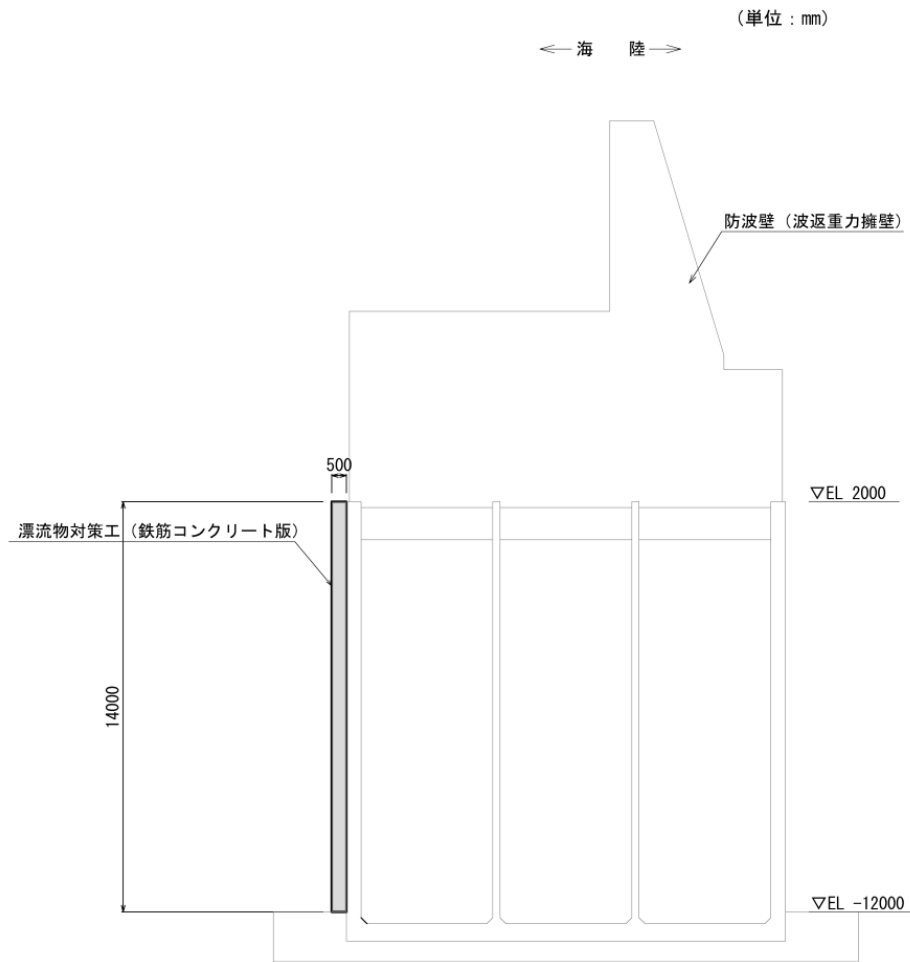 （単位：mm）
海　陸
防波壁（波返重力擁壁）
500
▽EL 2000
漂流物対策工（鉄筋コンクリート版）
14000
▽EL -12000